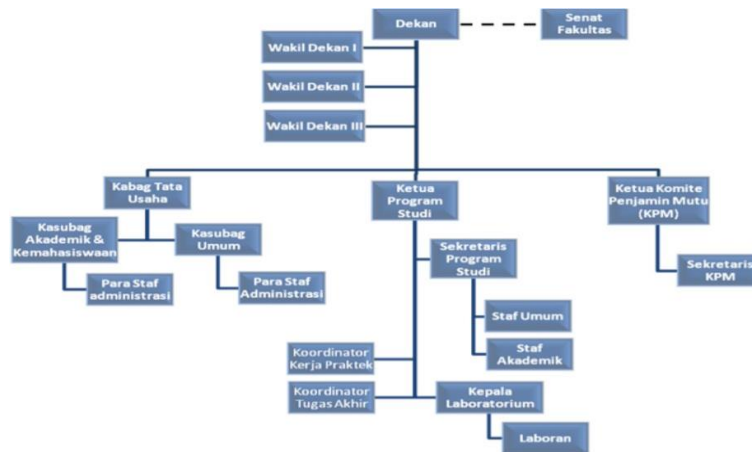 Dekan
Senat
Fakultas
Wakil Dekan I
Wakil Dekan II
Wakil Dekan III
Kabag Tata
Usaha
Ketua
Program
Studi
Ketua Komite
Penjamin Mutu
(KPM)
Kasubag
Akademik &
Kemahasiswaan
Kasubag
Umum
Sekretaris
Program
Studi
Sekretaris
KPM
Para Staf
administrasi
Para Staf
Administrasi
Staf Umum
Staf
Akademik
Koordinator
Kerja Praktek
Koordinator
Tugas Akhir
Kepala
Laboratorium
Laboran